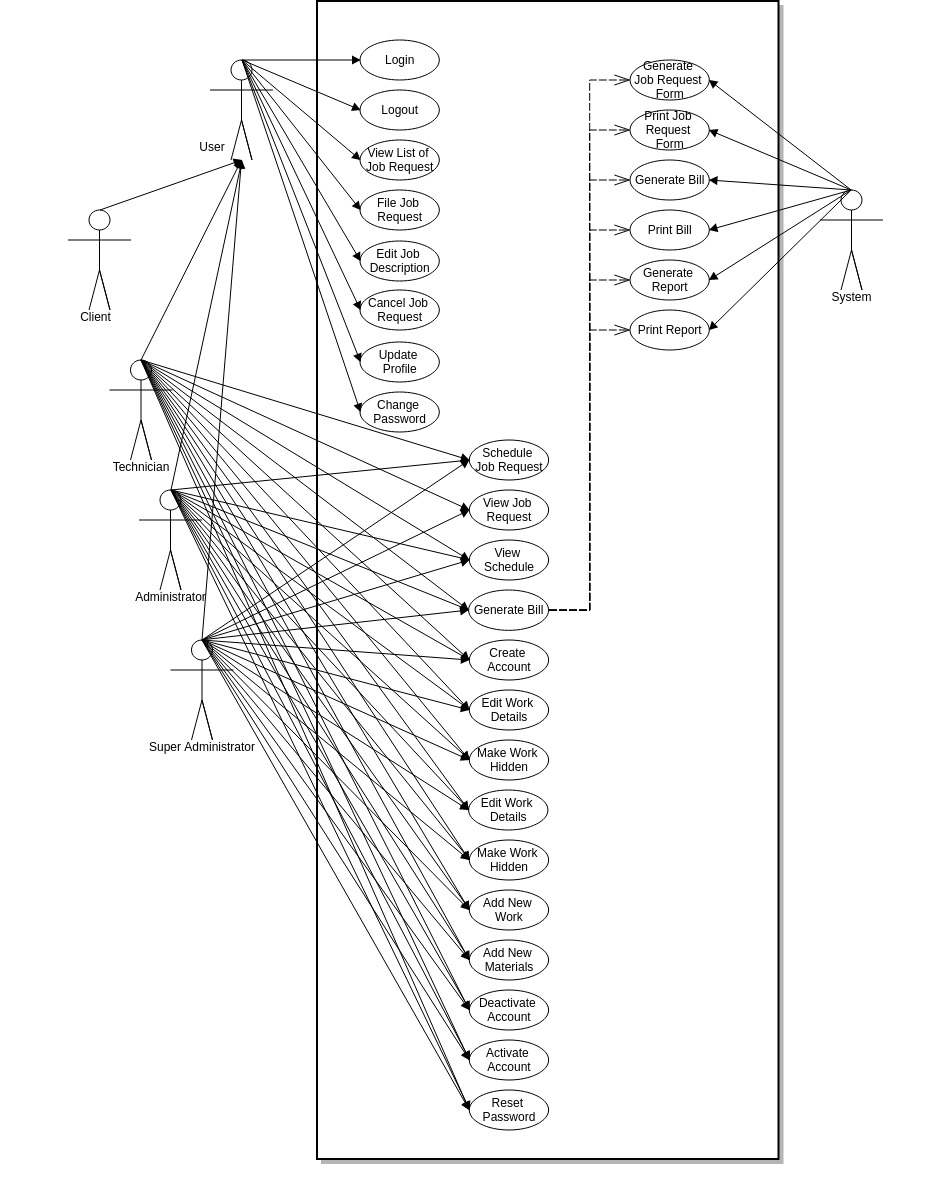 Login
Logout
View List of
Job Request
File Job
Request
Edit Job
Description
Cancel Job
Request
Update
Profile
Change
Password
User
Client
Technician
Administrator
Super Administrator
Schedule
Job Request
View Job
Request
View
Schedule
Generate Bill
Create
Account
Edit Work
Details
Make Work
Hidden
Edit Work
Details
Make Work
Hidden
Add New
Work
Add New
Materials
Deactivate
Account
Activate
Account
Reset
Password
Generate
Job Request
Form
Print Job
Request
Form
Generate Bill
Print Bill
Generate
Report
Print Report
System